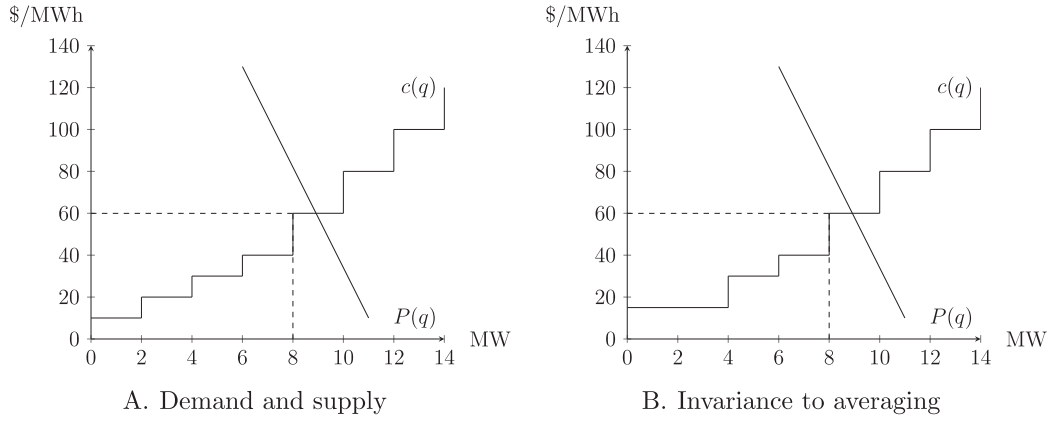 $/MWh
140
120
100
80
60
40
20
0
0 2 4 6 8 10 12 14
MW
c(q)
P(q)
A. Demand and supply
$/MWh
140
120
100
80
60
40
20
0
0 2 4 6 8 10 12 14
MW
c(q)
P(q)
B. Invariance to averaging